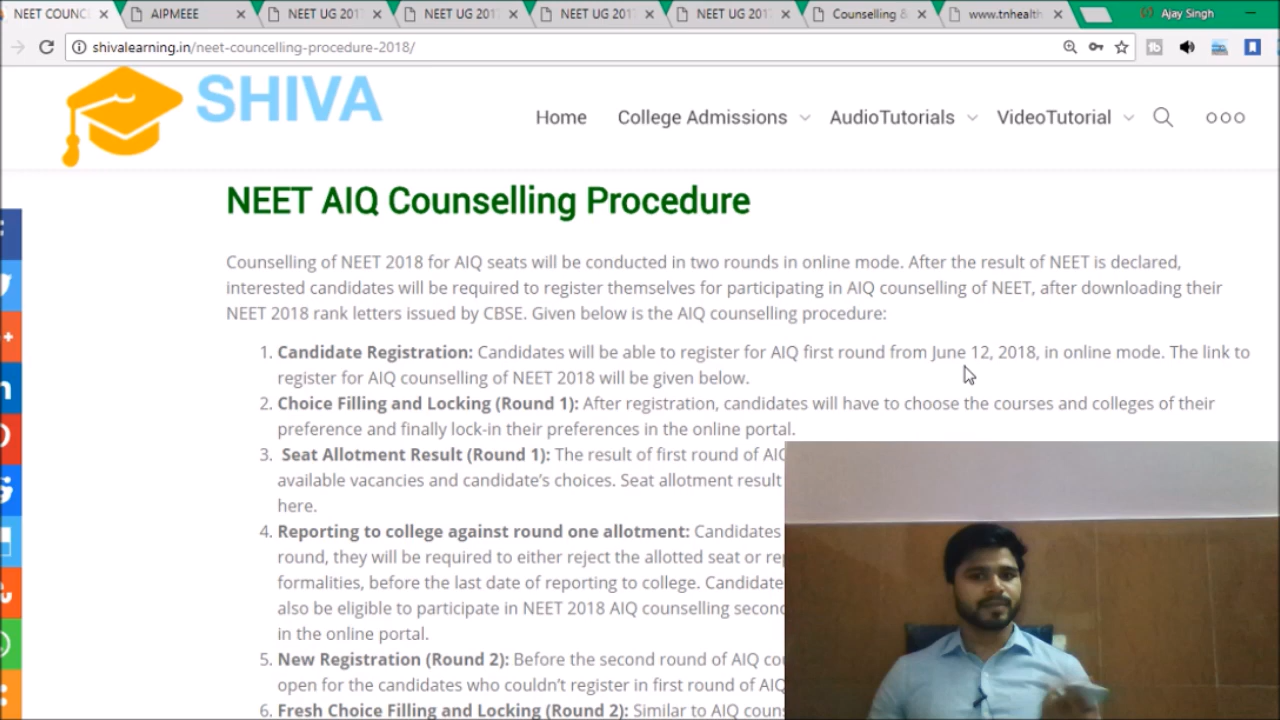 NEET COUNC
AIPMEEE
NEET UG 201
NEET UG 201
NEET UG 201
NEET UG 201
Counselling &
www.tnhealth
Ajay Singh
shivalearning.in/neet-councelling-procedure-2018/
SHIVA
Home
College Admissions
AudioTutorials
VideoTutorial
NEET AIQ Counselling Procedure
Counselling of NEET 2018 for AIQ seats will be conducted in two rounds in online mode. After the result of NEET is declared,
interested candidates will be required to register themselves for participating in AIQ counselling of NEET, after downloading their
NEET 2018 rank letters issued by CBSE. Given below is the AIQ counselling procedure:
1. Candidate Registration: Candidates will be able to register for AIQ first round from June 12, 2018, in online mode. The link to
register for AIQ counselling of NEET 2018 will be given below.
2. Choice Filling and Locking (Round 1): After registration, candidates will have to choose the courses and colleges of their
preference and finally lock-in their preferences in the online portal.
3. Seat Allotment Result (Round 1): The result of first round of AIQ
available vacancies and candidate's choices. Seat allotment result
here.
4. Reporting to college against round one allotment: Candidates
round, they will be required to either reject the allotted seat or rep
formalities, before the last date of reporting to college. Candidate
also be eligible to participate in NEET 2018 AIQ counselling secon
in the online portal.
5. New Registration (Round 2): Before the second round of AIQ cou
open for the candidates who couldn't register in first round of AIQ
6. Fresh Choice Filling and Locking (Round 2): Similar to AIQ couns